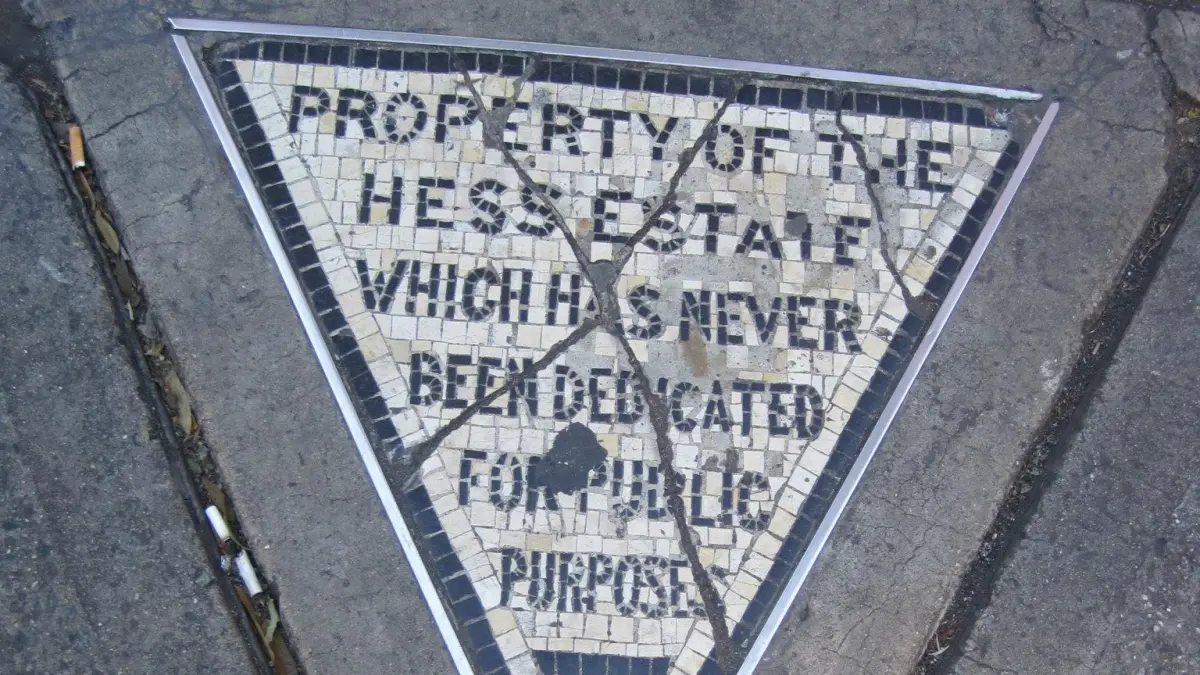 PROPERTY OF THE
HESS ESTATE
WHICH HAS NEVER
BEEN DEDICATED
FOR PUBLIC
PURPOSES